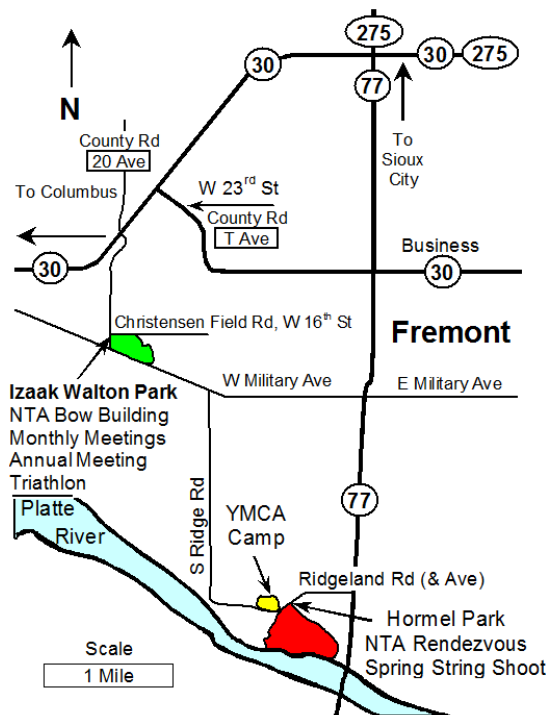 275
30
275
30
77
N
To
Sioux
City
County Rd
20 Ave
To Columbus
W 23rd St
County Rd
T Ave
Business
30
30
Christensen Field Rd, W 16th St
Fremont
W Military Ave
E Military Ave
Izaak Walton Park
NTA Bow Building
Monthly Meetings
Annual Meeting
Triathlon
Platte
River
S Ridge Rd
77
YMCA
Camp
Ridgeland Rd (& Ave)
Hormel Park
NTA Rendezvous
Spring String Shoot
Scale
1 Mile